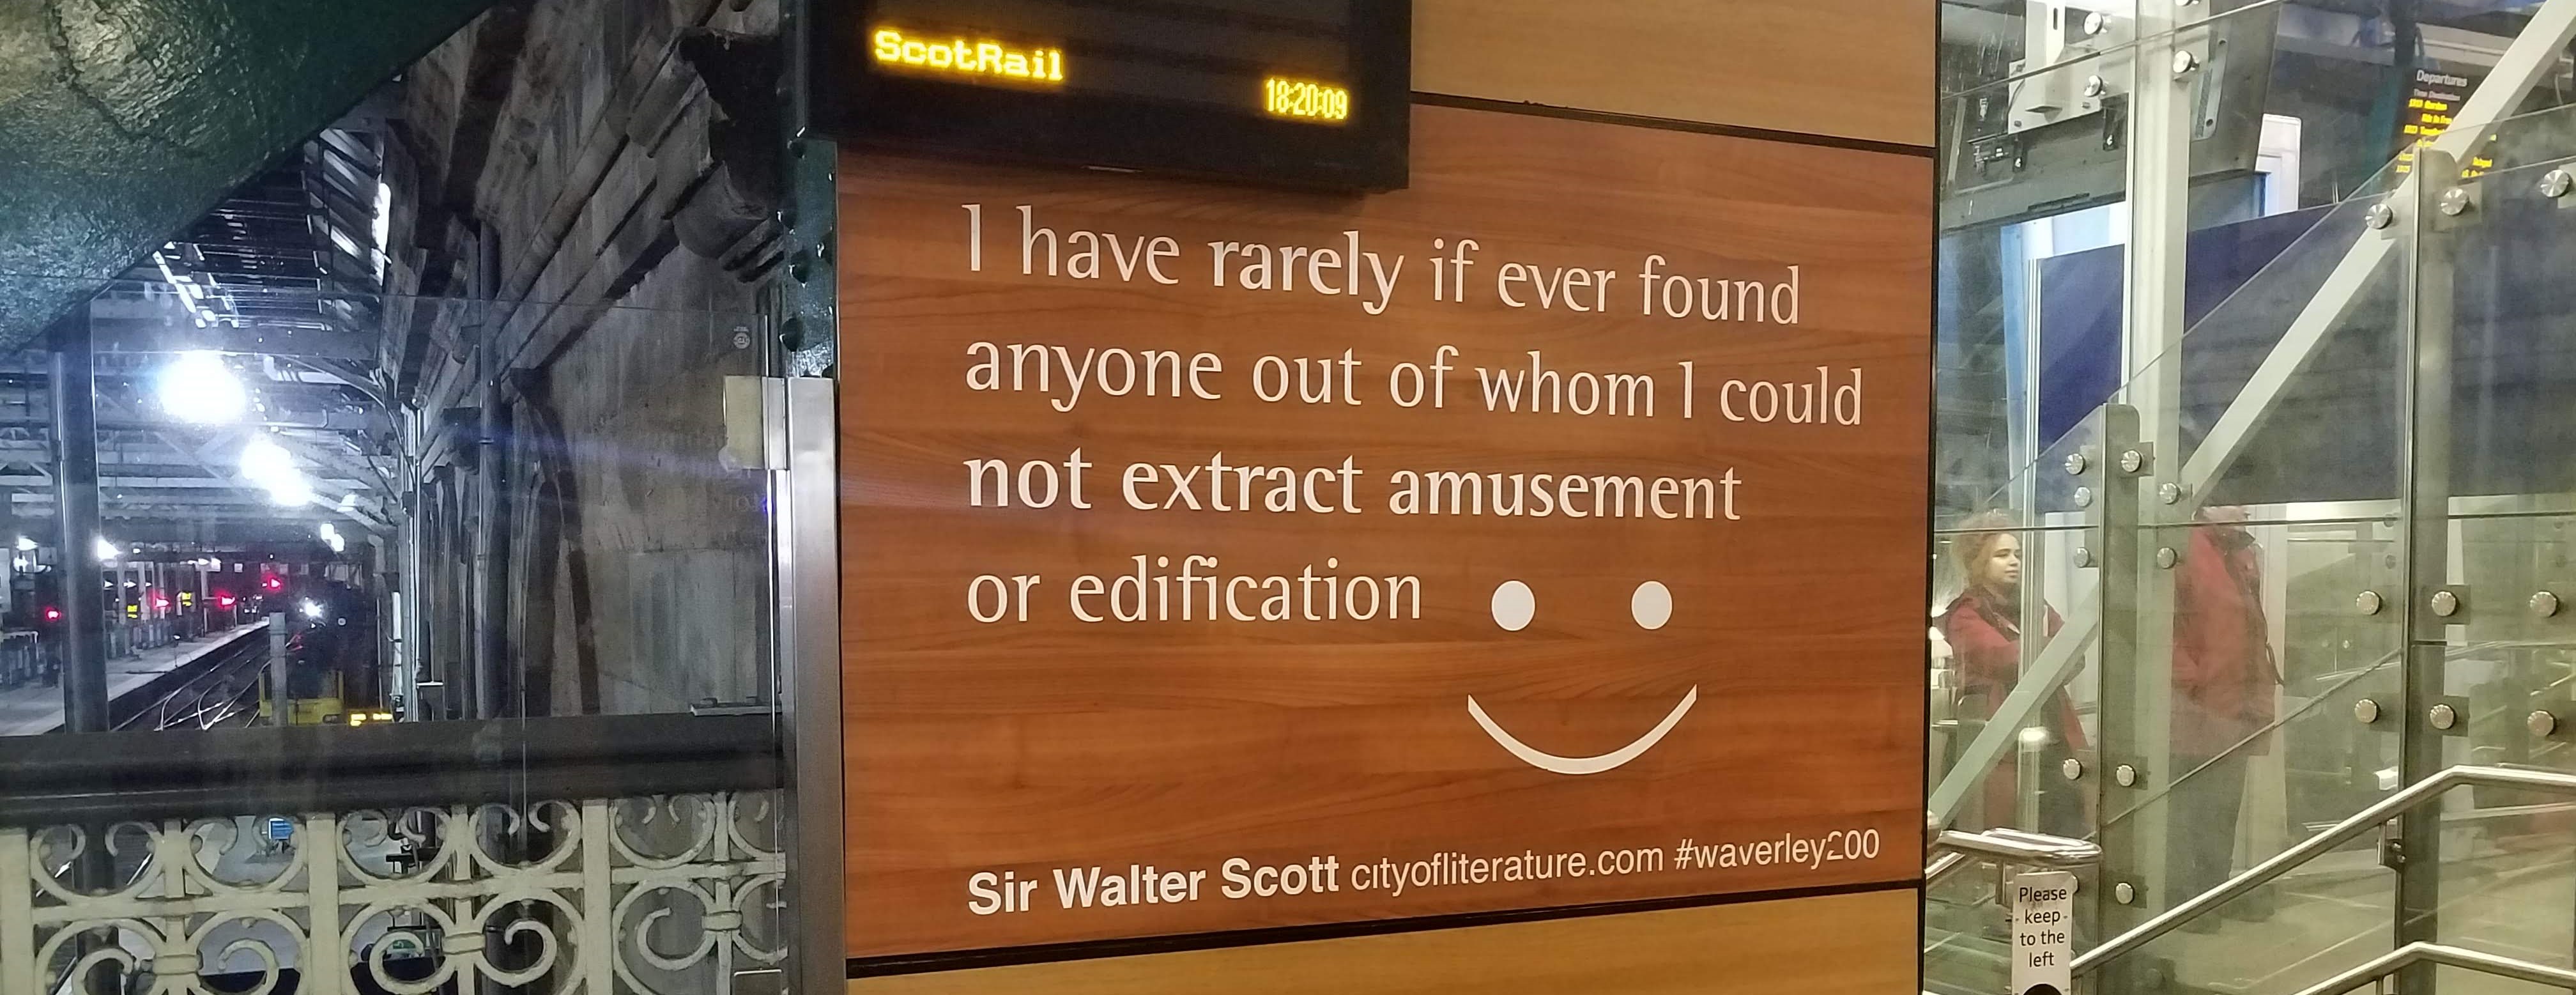 ScotRail
18:20:09
I have rarely if ever found
anyone out of whom I could
not extract amusement
or edification
Sir Walter Scott cityofliterature.com #waverley200
Departures
Please
keep
to the
left